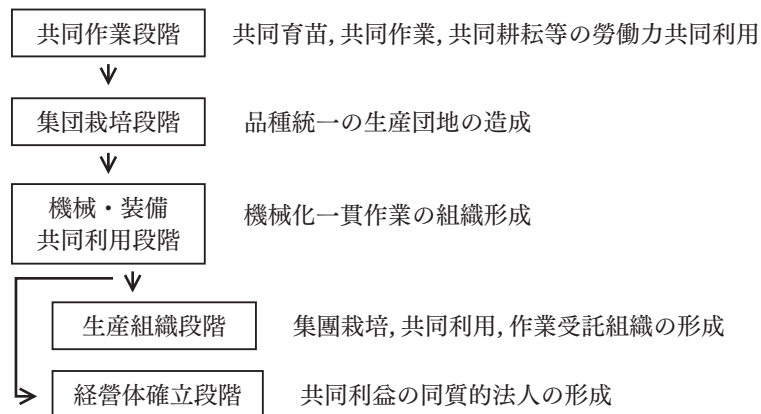 共同作業段階 共同育苗, 共同作業, 共同耕耘等の勞働力共同利用
集団栽培段階 品種統一の生産団地の造成
機械・装備
共同利用段階
機械化一貫作業の組織形成
生産組織段階 集團栽培, 共同利用, 作業受託組織の形成
経營体確立段階 共同利益の同質的法人の形成